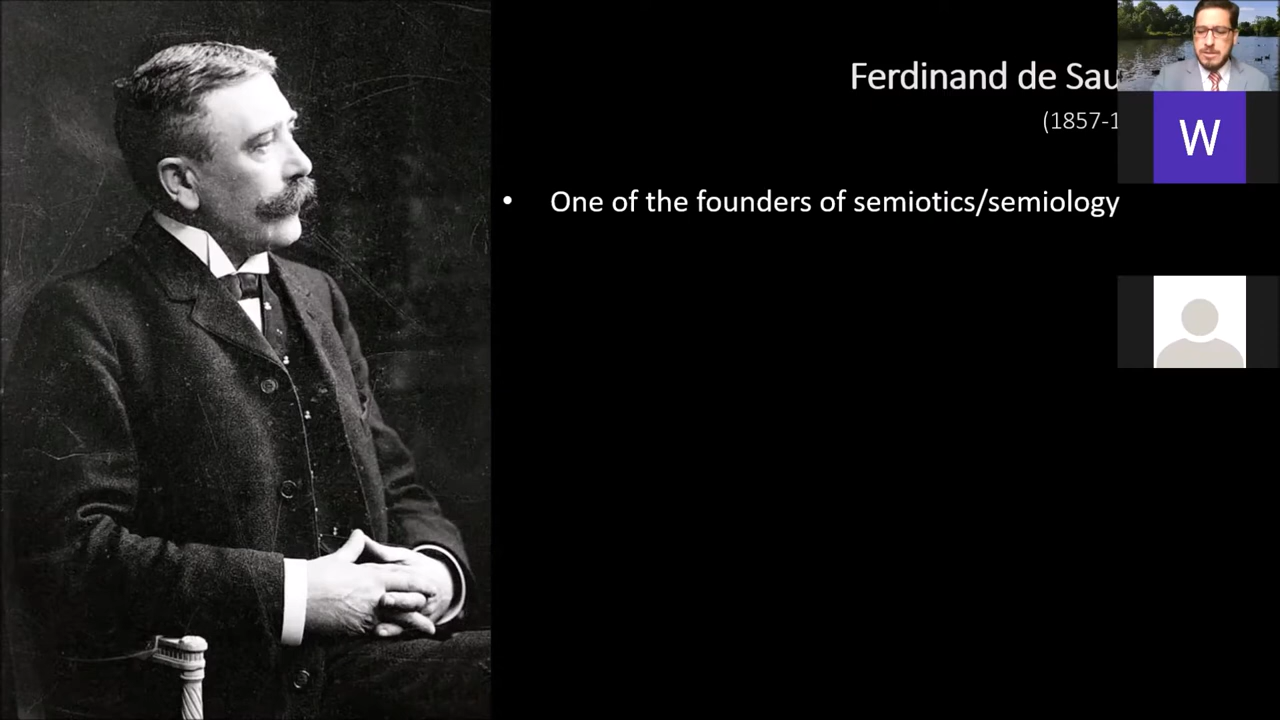 Ferdinand de Sau
(1857-1
W
• One of the founders of semiotics/semiology